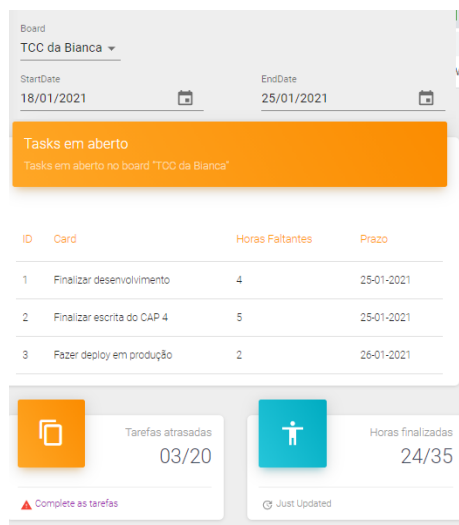 Board
TCC da Bianca
StartDate
EndDate
18/01/2021
25/01/2021
Tasks em aberto
Tasks em aberto no board "TCC da Bianca"
ID Card Horas Faltantes Prazo
1 Finalizar desenvolvimento 4 25-01-2021
2 Finalizar escrita do CAP 4 5 25-01-2021
3 Fazer deploy em produção 2 26-01-2021
Tarefas atrasadas
03/20
Complete as tarefas
Horas finalizadas
24/35
Just Updated